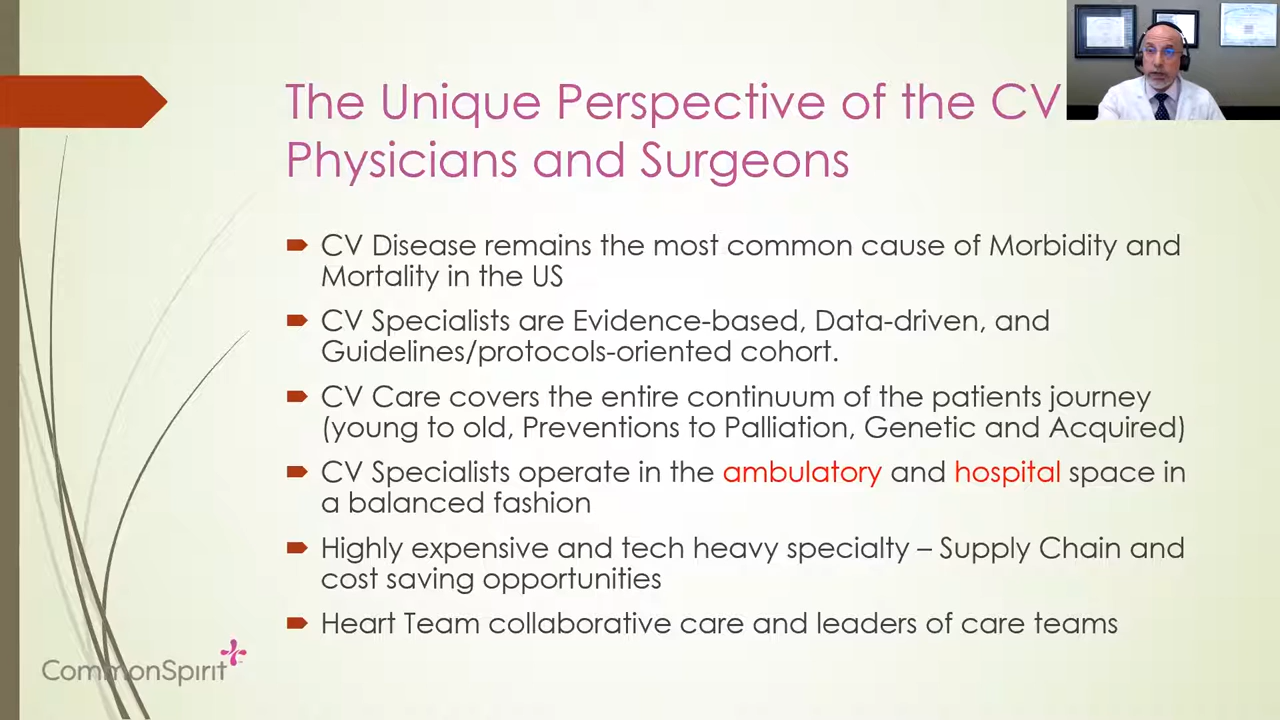 The Unique Perspective of the CV
Physicians and Surgeons
CV Disease remains the most common cause of Morbidity and
Mortality in the US
CV Specialists are Evidence-based, Data-driven, and
Guidelines/protocols-oriented cohort.
CV Care covers the entire continuum of the patients journey
(young to old, Preventions to Palliation, Genetic and Acquired)
CV Specialists operate in the ambulatory and hospital space in
a balanced fashion
Highly expensive and tech heavy specialty – Supply Chain and
cost saving opportunities
Heart Team collaborative care and leaders of care teams
CommonSpirit